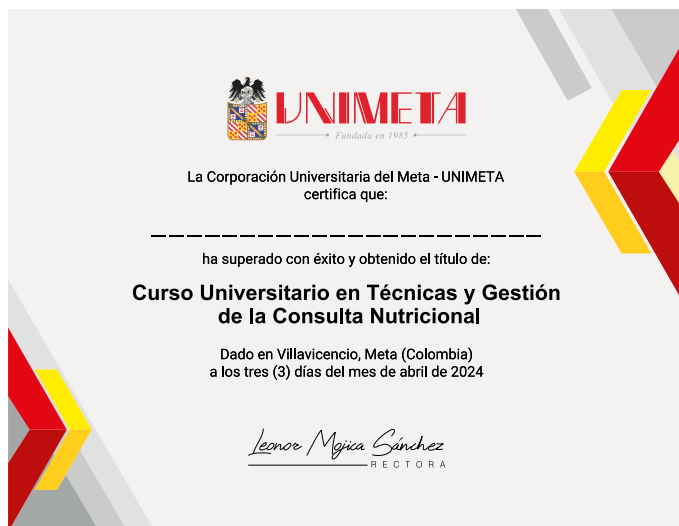 UNIMETA
Fundada en 1985
La Corporación Universitaria del Meta - UNIMETA
certifica que:
ha superado con éxito y obtenido el título de:
Curso Universitario en Técnicas y Gestión
de la Consulta Nutricional
Dado en Villavicencio, Meta (Colombia)
a los tres (3) días del mes de abril de 2024
Leonor Mojica Sánchez
RECTORA